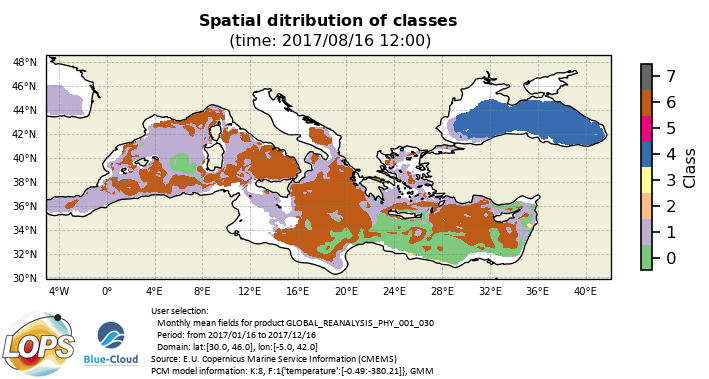 Spatial ditribution of classes
(time: 2017/08/16 12:00)
48°N
46°N
44°N
42°N
40°N
38°N
36°N
34°N
32°N
30°N
4°W 0° 4°E 8°E 12°E 16°E 20°E 24°E 28°E 32°E 36°E 40°E
7
6
5
4
3
2
1
0
Class
User selection:
Monthly mean fields for product GLOBAL_REANALYSIS_PHY_001_030
Period: from 2017/01/16 to 2017/12/16
Domain: lat:[30.0, 46.0], lon:[-5.0, 42.0]
Source: E.U. Copernicus Marine Service Information (CMEMS)
PCM model information: K:8, F:1{'temperature':[-0.49:-380.21]}, GMM
LOPS
Blue-Cloud